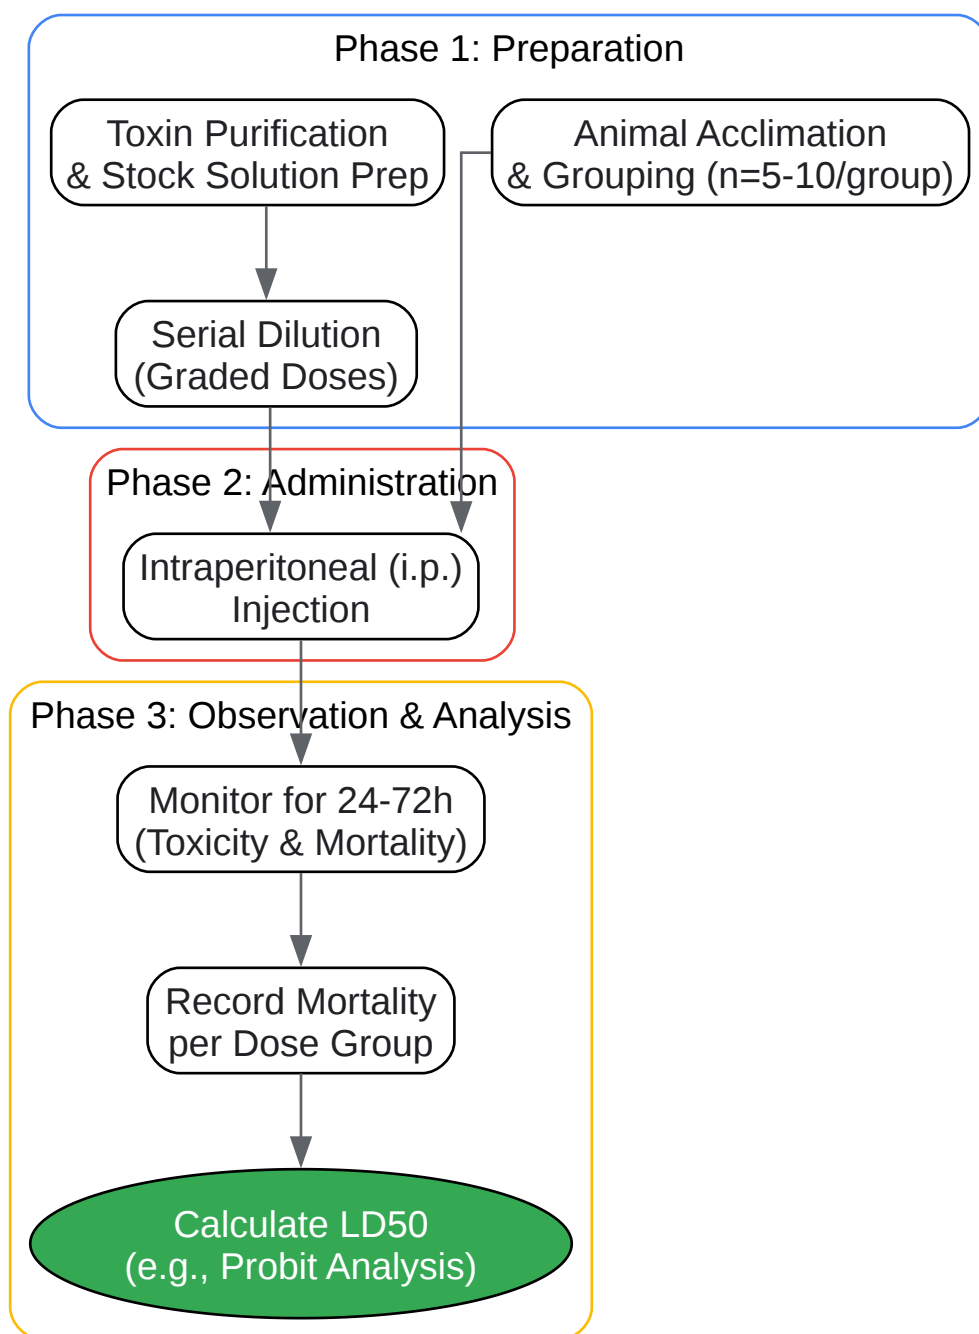 Phase 1: Preparation
Toxin Purification
& Stock Solution Prep
Animal Acclimation
& Grouping (n=5-10/group)
Serial Dilution
(Graded Doses)
Phase 2: Administration
Intraperitoneal (i.p.)
Injection
Phase 3: Observation & Analysis
Monitor for 24-72h
(Toxicity & Mortality)
Record Mortality
per Dose Group
Calculate LD50
(e.g., Probit Analysis)